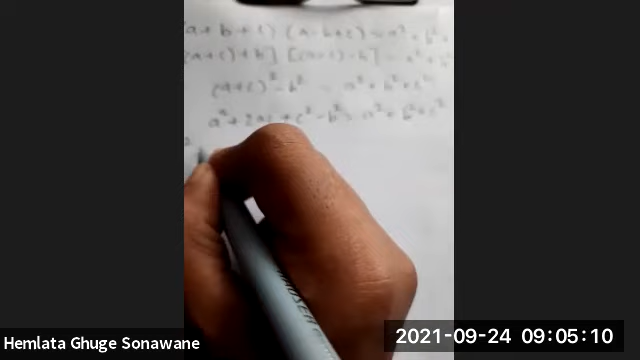 (a + b + c) (a - b + c) = a² + b² +
(a + c) + b] [(a + c) - b] = a² + b²
(a + c)² - b² = a² + b² + c²
a² + 2ac + c² - b² = a² + b² + c²
2
Hemlata Ghuge Sonawane
2021-09-24 09:05:10